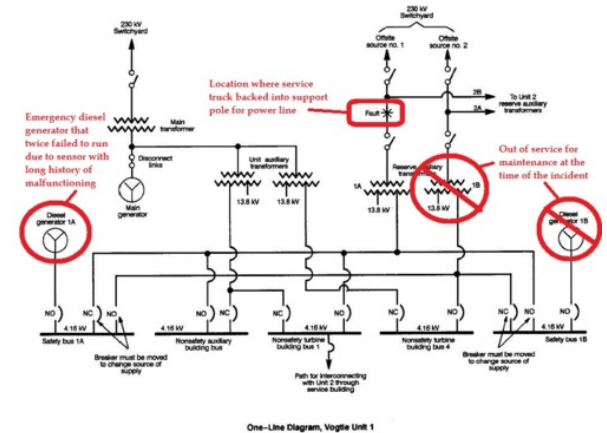 230 kV
Switchyard
230 kV
Switchyard
Offsite
source no. 1
Offsite
source no. 2
Location where service
truck backed into support
pole for power line
2B
2A
To Unit 2
reserve auxiliary
transformers
Fault
Emergency diesel
generator that
twice failed to run
due to sensor with
long history of
malfunctioning
Main
transformer
Disconnect
links
Unit auxiliary
transformers
Reserve auxiliary
Out of service for
maintenance at the
time of the incident
1A
1B
13.8 kV
13.8 kV
13.8 kV
13.8 kV
Main
generator
Diesel
generator 1A
Diesel
generator 1B
NO
NC
NO
NC
NO
NC
NO
NC
NO
NC
NO
NO
4.16 kV
4.16 kV
4.16 kV
4.16 kV
4.16 kV
Safety bus 1A
Nonsafety auxiliary
building bus
Nonsafety turbine
building bus 1
Nonsafety turbine
building bus 4
Safety bus 1B
Breaker must be moved
to change source of
supply
Path for interconnecting
with Unit 2 through
service building
Breaker must be moved
to change source of
supply
One-Line Diagram, Vogtle Unit 1